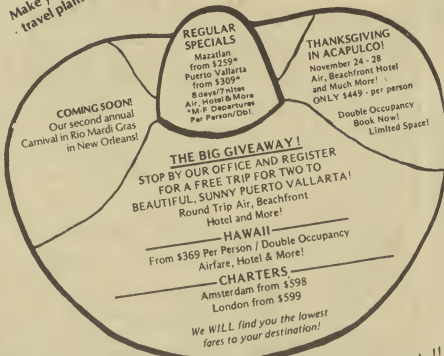 Make y
travel plan
REGULAR
SPECIALS
Mazatlan
from $259*
Puerto Vallarta
from $309*
8 days/7 nites
Air, Hotel & More
*M-F Departures
Per Person/Dbl.
THANKSGIVING
IN ACAPULCO!
November 24 - 28
Air, Beachfront Hotel
and Much More!
ONLY $449 - per person
Double Occupancy
Book Now!
Limited Space!
COMING SOON!
Our second annual
Carnival in Rio Mardi Gras
in New Orleans!
THE BIG GIVEAWAY!
STOP BY OUR OFFICE AND REGISTER
FOR A FREE TRIP FOR TWO TO
BEAUTIFUL, SUNNY PUERTO VALLARTA!
Round Trip Air, Beachfront
Hotel and More!
HAWAII
From $369 Per Person / Double Occupancy
Airfare, Hotel & More!
CHARTERS
Amsterdam from $598
London from $599
We WILL find you the lowest
fares to your destination!